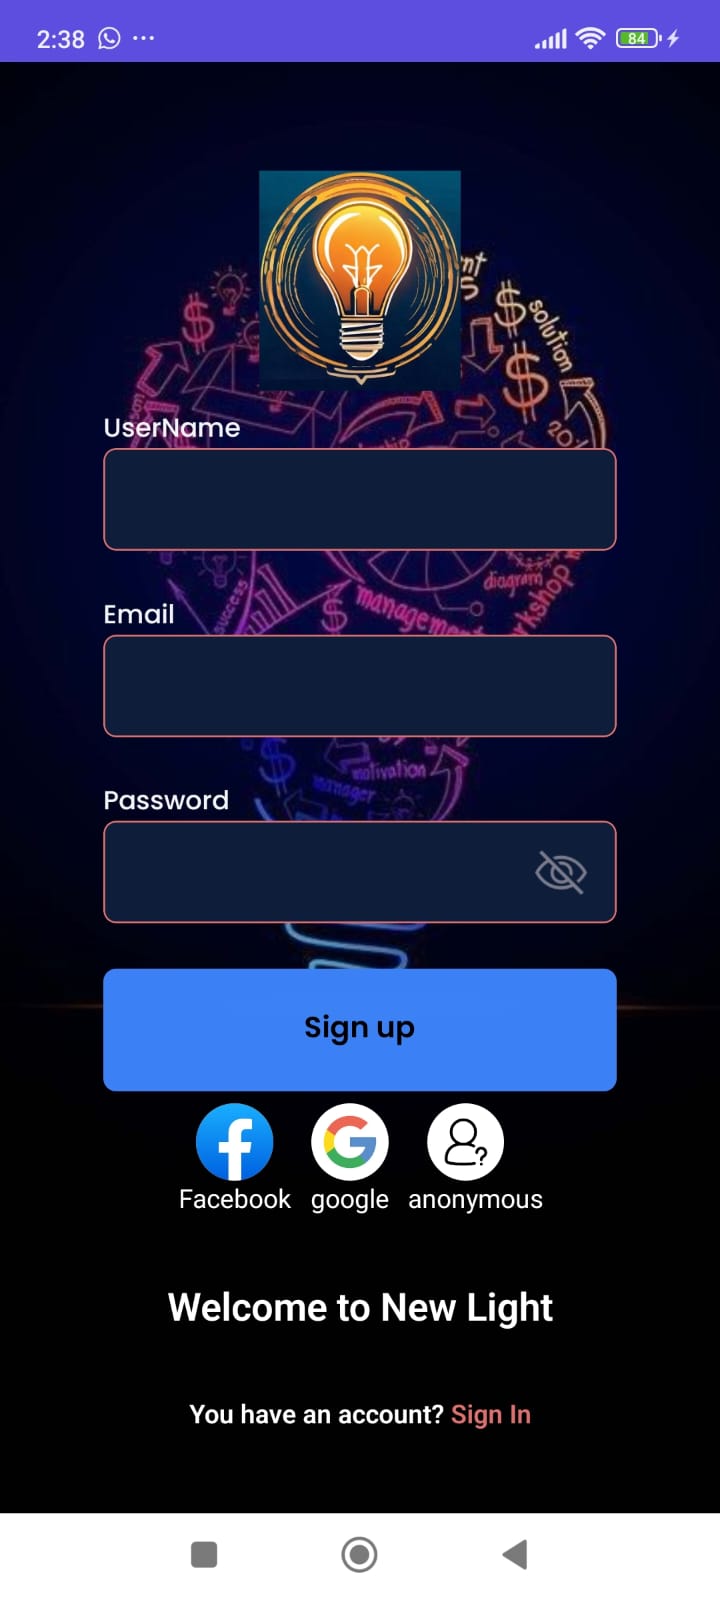 2:38
84
nt
$
$
solution
$
UserName
diagram
success
$
management
Email
$
motivation
manager
Password
Sign up
Facebook google anonymous
Welcome to New Light
You have an account? Sign In